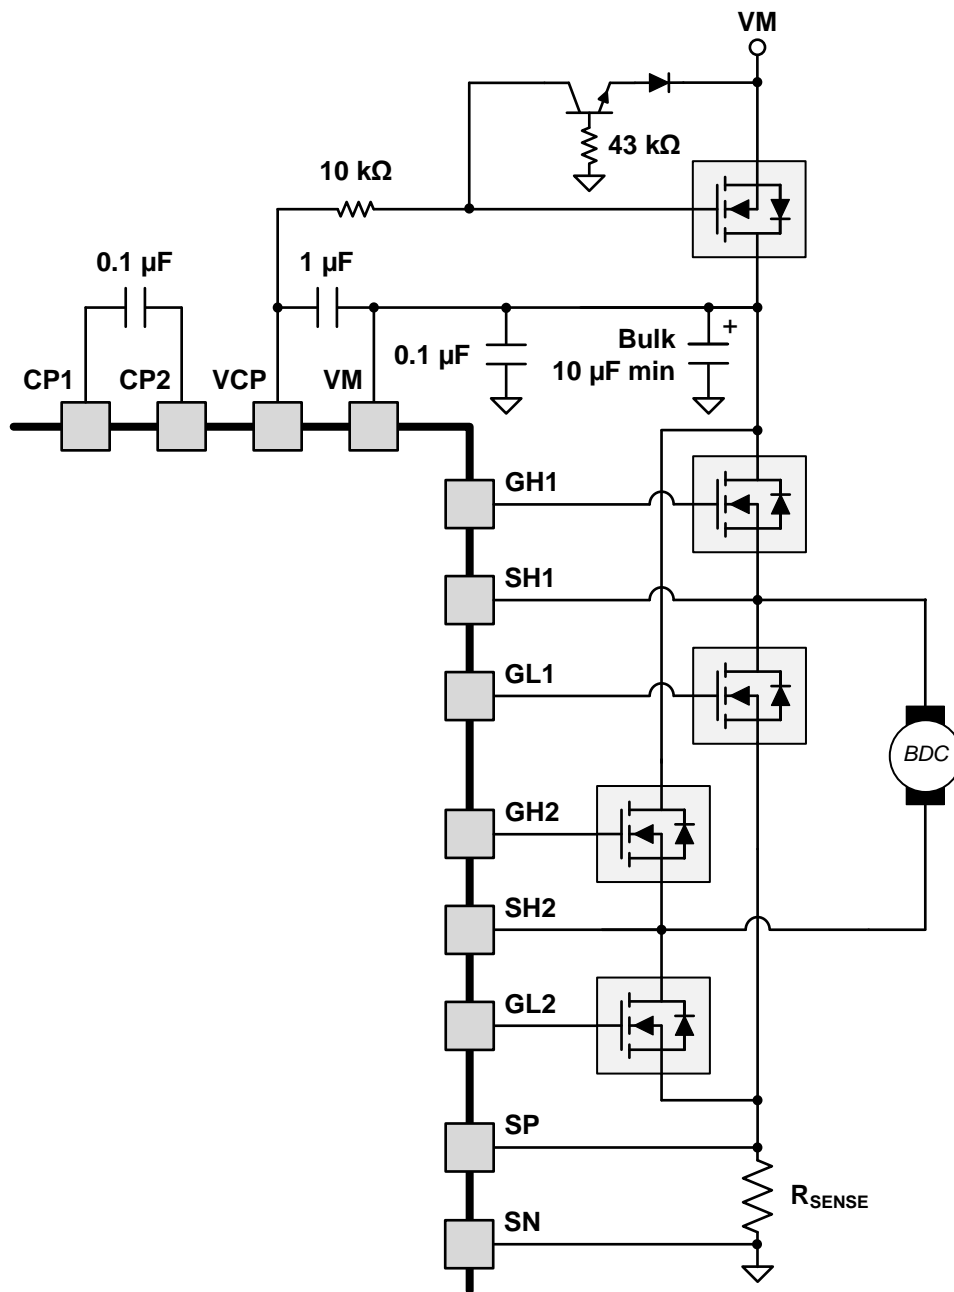 VM
43 kΩ
10 kΩ
0.1 µF
1 µF
+
Bulk
10 µF min
0.1 µF
CP1
CP2
VCP
VM
GH1
SH1
GL1
BDC
GH2
SH2
GL2
SP
RSENSE
SN